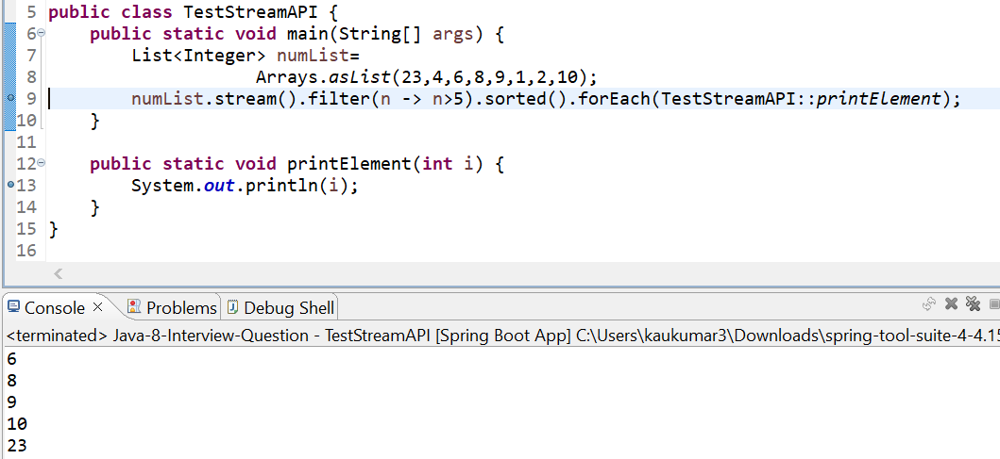 5 public class TestStreamAPI {
6 public static void main(String[] args) {
7 List<Integer> numList=
8 Arrays.asList(23,4,6,8,9,1,2,10);
9 numList.stream().filter(n -> n>5).sorted().forEach(TestStreamAPI::printElement);
10 }
11
12 public static void printElement(int i) {
13 System.out.println(i);
14 }
15 }
16
Console Problems Debug Shell
<terminated> Java-8-Interview-Question - TestStreamAPI [Spring Boot App] C:\Users\kaukumar3\Downloads\spring-tool-suite-4-4.15
6
8
9
10
23